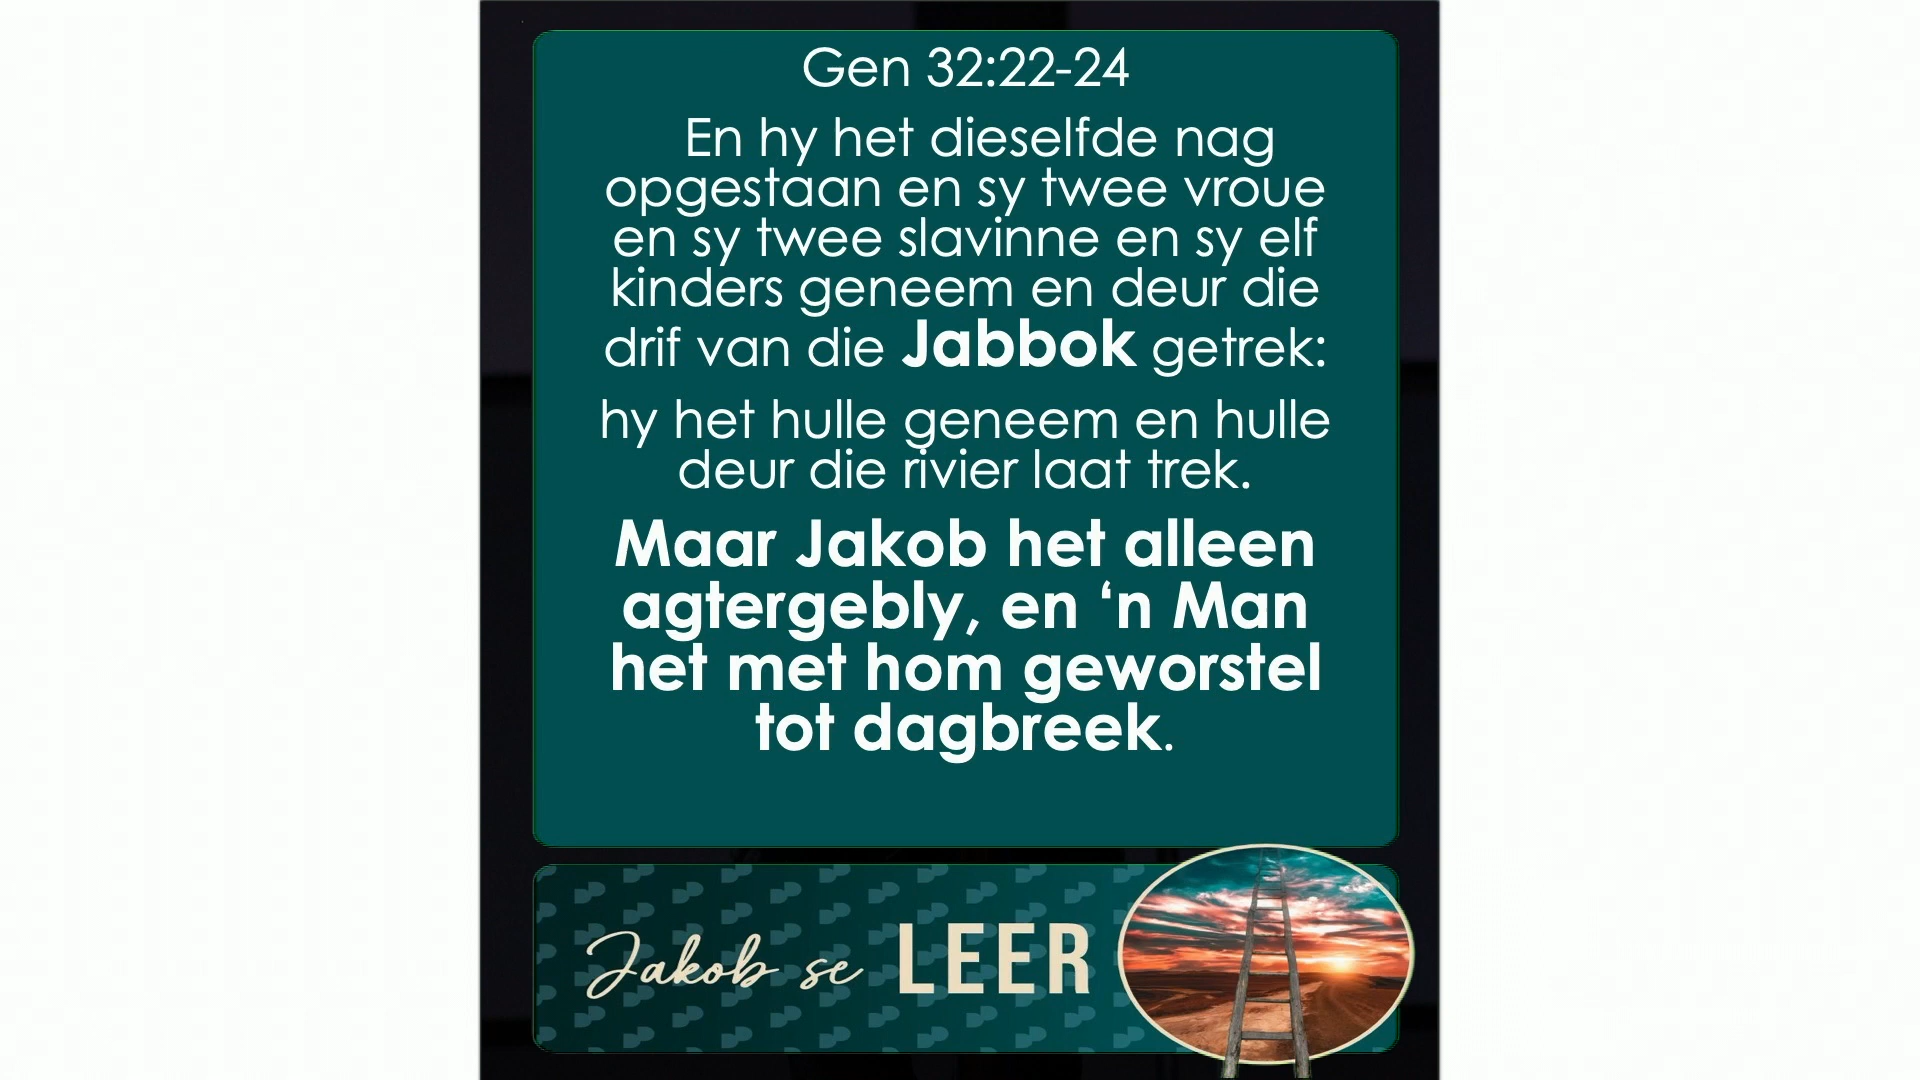 Gen 32:22-24
En hy het dieselfde nag
opgestaan en sy twee vroue
en sy twee slavinne en sy elf
kinders geneem en deur die
drif van die Jabbok getrek:
hy het hulle geneem en hulle
deur die rivier laat trek.
Maar Jakob het alleen
agtergebly, en ‘n Man
het met hom geworstel
tot dagbreek.
Jakob se LEER